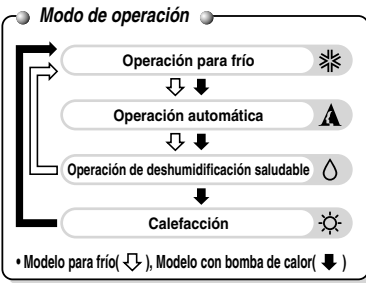 Modo de operación
Operación para frío
Operación automática
Operación de deshumidificación saludable
Calefacción
• Modelo para frío( ), Modelo con bomba de calor( )